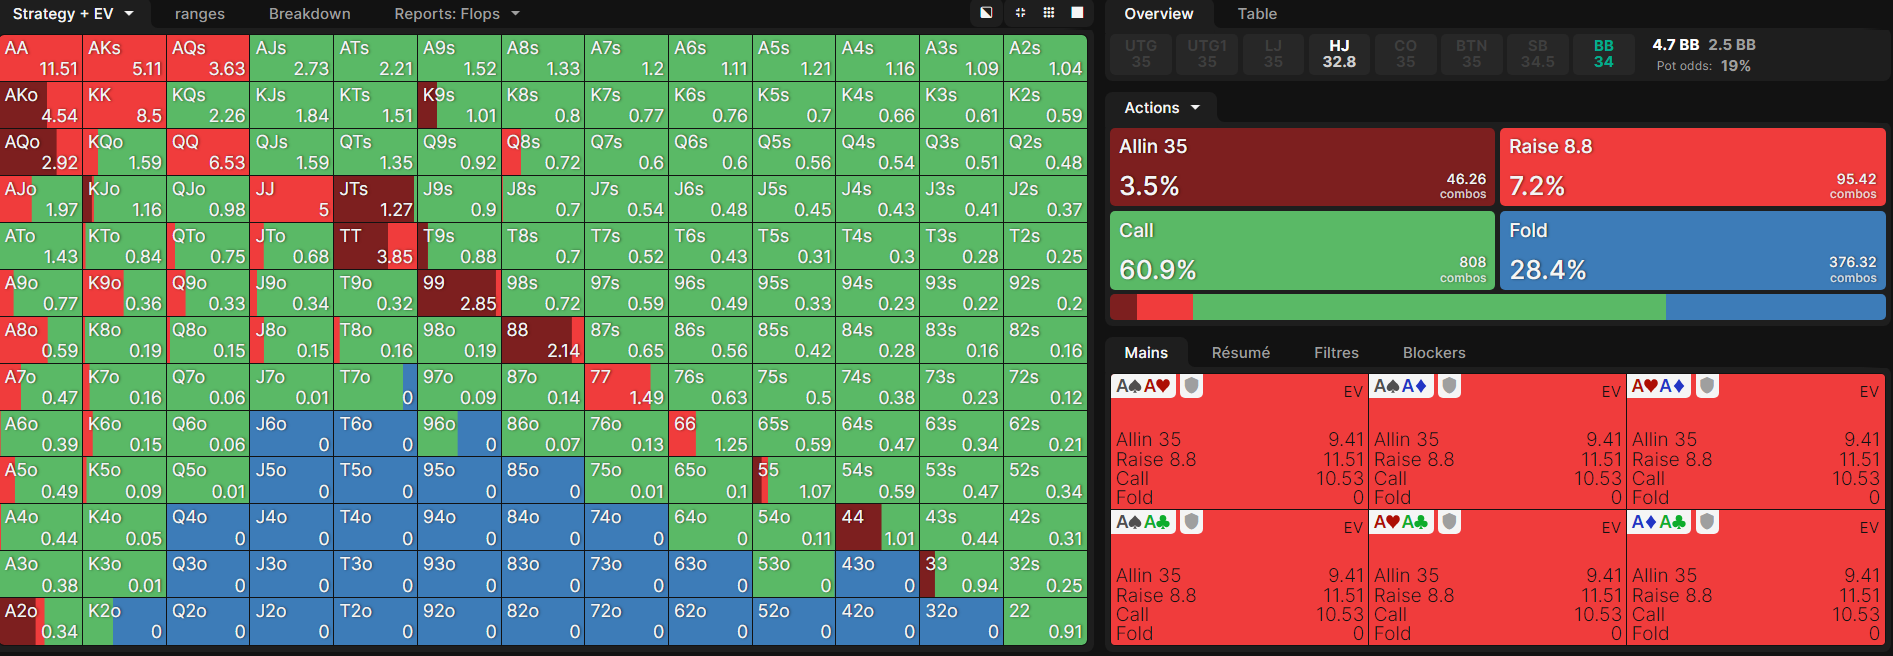 Strategy + EV ranges Breakdown Reports: Flops
AA 11.51 AKs 5.11 AQs 3.63 AJs 2.73 ATs 2.21 A9s 1.52 A8s 1.33 A7s 1.2 A6s 1.11 A5s 1.21 A4s 1.16 A3s 1.09 A2s 1.04
AKo 4.54 KK 8.5 KQs 2.26 KJs 1.84 KTs 1.51 K9s 1.01 K8s 0.8 K7s 0.77 K6s 0.76 K5s 0.7 K4s 0.66 K3s 0.61 K2s 0.59
AQo 2.92 KQo 1.59 QQ 6.53 QJs 1.59 QTs 1.35 Q9s 0.92 Q8s 0.72 Q7s 0.6 Q6s 0.6 Q5s 0.56 Q4s 0.54 Q3s 0.51 Q2s 0.48
AJo 1.97 KJo 1.16 QJo 0.98 JJ 5 JTs 1.27 J9s 0.9 J8s 0.7 J7s 0.54 J6s 0.48 J5s 0.45 J4s 0.43 J3s 0.41 J2s 0.37
ATo 1.43 KTo 0.84 QTo 0.75 JTo 0.68 TT 3.85 T9s 0.88 T8s 0.7 T7s 0.52 T6s 0.43 T5s 0.31 T4s 0.3 T3s 0.28 T2s 0.25
A9o 0.77 K9o 0.36 Q9o 0.33 J9o 0.34 T9o 0.32 99 2.85 98s 0.72 97s 0.59 96s 0.49 95s 0.33 94s 0.23 93s 0.22 92s 0.2
A8o 0.59 K8o 0.19 Q8o 0.15 J8o 0.15 T8o 0.16 98o 0.19 88 2.14 87s 0.65 86s 0.56 85s 0.42 84s 0.28 83s 0.16 82s 0.16
A7o 0.47 K7o 0.16 Q7o 0.06 J7o 0.01 T7o 0 97o 0.09 87o 0.14 77 1.49 76s 0.63 75s 0.5 74s 0.38 73s 0.23 72s 0.12
A6o 0.39 K6o 0.15 Q6o 0.06 J6o 0 T6o 0 96o 0 86o 0.07 76o 0.13 66 1.25 65s 0.59 64s 0.47 63s 0.34 62s 0.21
A5o 0.49 K5o 0.09 Q5o 0.01 J5o 0 T5o 0 95o 0 85o 0 75o 0.01 65o 0.1 55 1.07 54s 0.59 53s 0.47 52s 0.34
A4o 0.44 K4o 0.05 Q4o 0 J4o 0 T4o 0 94o 0 84o 0 74o 0 64o 0 54o 0.11 44 1.01 43s 0.44 42s 0.31
A3o 0.38 K3o 0.01 Q3o 0 J3o 0 T3o 0 93o 0 83o 0 73o 0 63o 0 53o 0 43o 0 33 0.94 32s 0.25
A2o 0.34 K2o 0 Q2o 0 J2o 0 T2o 0 92o 0 82o 0 72o 0 62o 0 52o 0 42o 0 32o 0 22 0.91
Overview Table
UTG UTG1 LJ HJ CO BTN SB BB 4.7 BB 2.5 BB
35 35 35 32.8 35 35 34.5 34 Pot odds: 19%
Actions
Allin 35 Raise 8.8
3.5% 46.26 combos 7.2% 95.42 combos
Call Fold
60.9% 808 combos 28.4% 376.32 combos
Mains Résumé Filtres Blockers
A♠A♥ EV A♠A♦ EV A♥A♦ EV
Allin 35 9.41 Allin 35 9.41 Allin 35 9.41
Raise 8.8 11.51 Raise 8.8 11.51 Raise 8.8 11.51
Call 10.53 Call 10.53 Call 10.53
Fold 0 Fold 0 Fold 0
A♠A♣ EV A♥A♣ EV A♦A♣ EV
Allin 35 9.41 Allin 35 9.41 Allin 35 9.41
Raise 8.8 11.51 Raise 8.8 11.51 Raise 8.8 11.51
Call 10.53 Call 10.53 Call 10.53
Fold 0 Fold 0 Fold 0